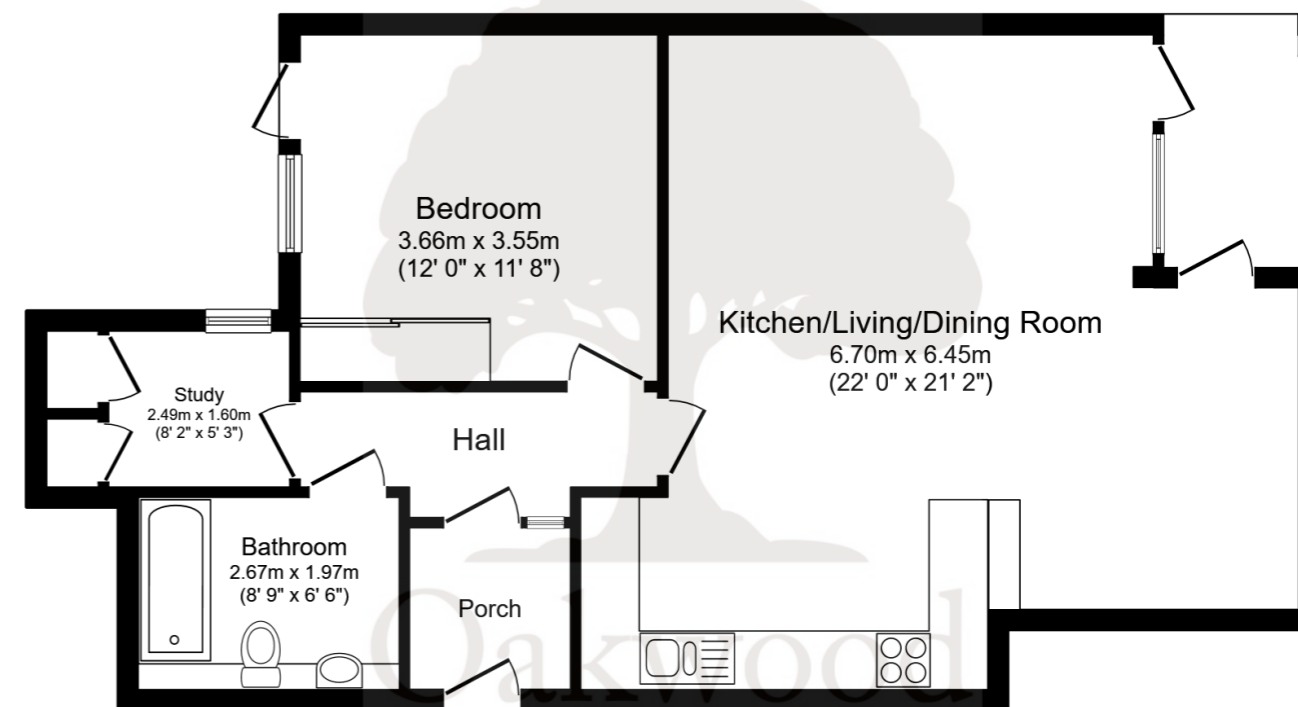 Bedroom
3.66m x 3.55m
(12' 0" x 11' 8")
Kitchen/Living/Dining Room
6.70m x 6.45m
(22' 0" x 21' 2")
Study
2.49m x 1.60m
(8' 2" x 5' 3")
Hall
Bathroom
2.67m x 1.97m
(8' 9" x 6' 6")
Porch
Oakwood